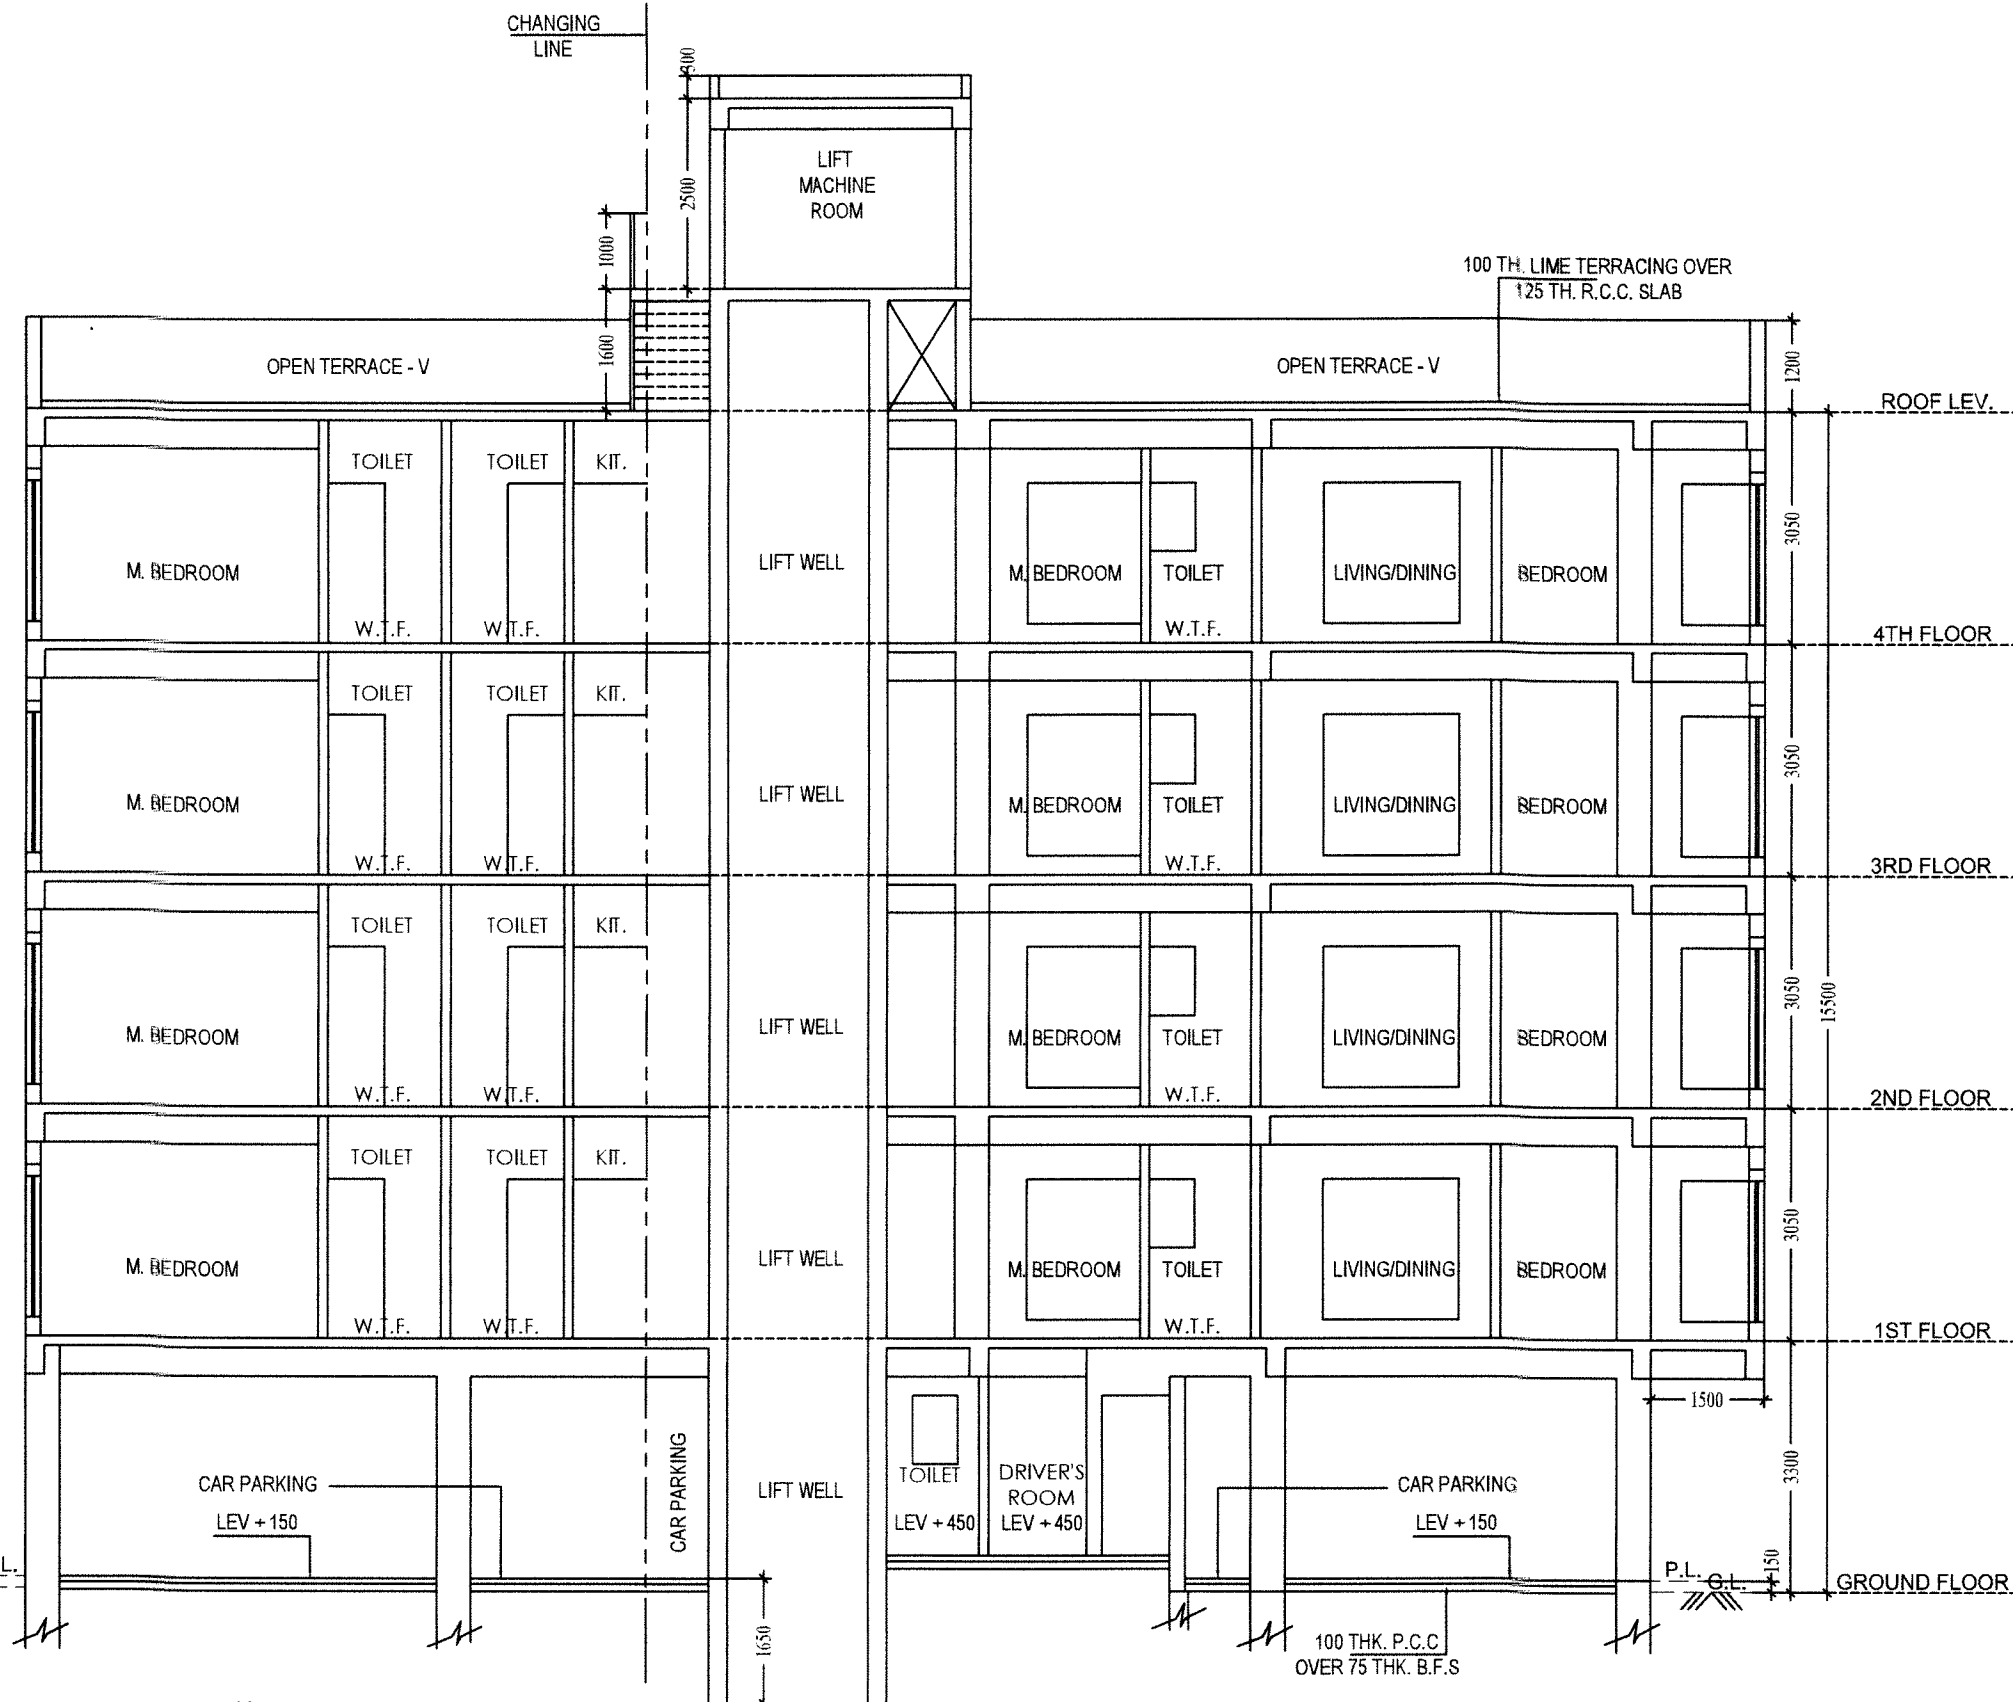 CHANGING
LINE
300
2500
LIFT
MACHINE
ROOM
1000
1600
100 TH. LIME TERRACING OVER
125 TH. R.C.C. SLAB
OPEN TERRACE - V
OPEN TERRACE - V
1200
ROOF LEV.
TOILET
TOILET
KIT.
M. BEDROOM
LIFT WELL
M. BEDROOM
TOILET
LIVING/DINING
BEDROOM
3050
W.T.F.
W.T.F.
W.T.F.
4TH FLOOR
TOILET
TOILET
KIT.
M. BEDROOM
LIFT WELL
M. BEDROOM
TOILET
LIVING/DINING
BEDROOM
3050
W.T.F.
W.T.F.
W.T.F.
3RD FLOOR
TOILET
TOILET
KIT.
M. BEDROOM
LIFT WELL
M. BEDROOM
TOILET
LIVING/DINING
BEDROOM
3050
15500
W.T.F.
W.T.F.
W.T.F.
2ND FLOOR
TOILET
TOILET
KIT.
M. BEDROOM
LIFT WELL
M. BEDROOM
TOILET
LIVING/DINING
BEDROOM
3050
W.T.F.
W.T.F.
W.T.F.
1ST FLOOR
1500
CAR PARKING
LEV + 150
CAR PARKING
LIFT WELL
TOILET
LEV + 450
DRIVER'S
ROOM
LEV + 450
CAR PARKING
LEV + 150
3300
L.
P.L.
G.L.
150
GROUND FLOOR
1650
100 THK. P.C.C
OVER 75 THK. B.F.S